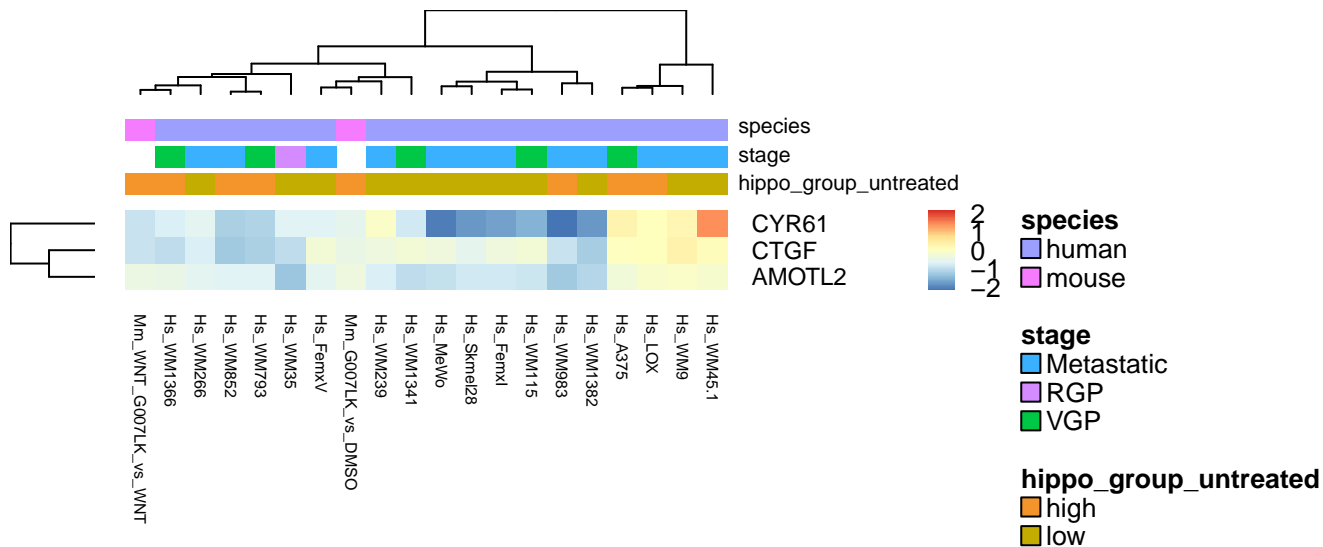 species
stage
hippo_group_untreated
CYR61
CTGF
AMOTL2
2
1
0
−1
−2
Mm_WNT_G007LK_vs_WNT
Hs_WM1366
Hs_WM266
Hs_WM852
Hs_WM793
Hs_WM35
Hs_FemxV
Mm_G007LK_vs_DMSO
Hs_WM239
Hs_WM1341
Hs_MeWo
Hs_Skmel28
Hs_FemxI
Hs_WM115
Hs_WM983
Hs_WM1382
Hs_A375
Hs_LOX
Hs_WM9
Hs_WM45.1
species
human
mouse
stage
Metastatic
RGP
VGP
hippo_group_untreated
high
low